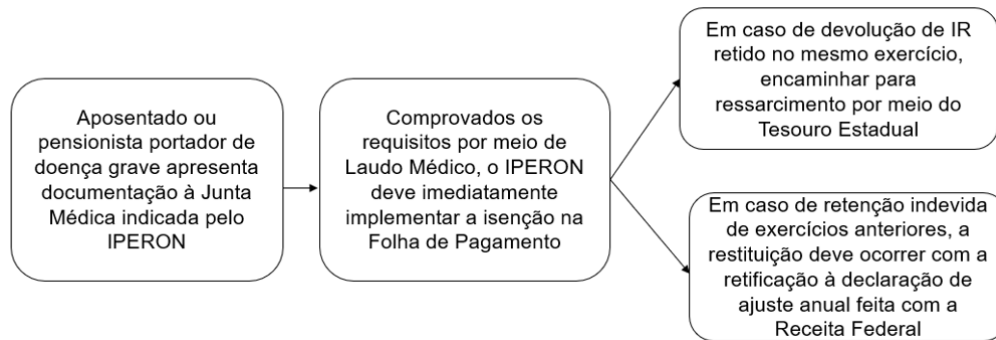 Aposentado ou
pensionista portador de
doença grave apresenta
documentação à Junta
Médica indicada pelo
IPERON
Comprovados os
requisitos por meio de
Laudo Médico, o IPERON
deve imediatamente
implementar a isenção na
Folha de Pagamento
Em caso de devolução de IR
retido no mesmo exercício,
encaminhar para
ressarcimento por meio do
Tesouro Estadual
Em caso de retenção indevida
de exercícios anteriores, a
restituição deve ocorrer com a
retificação à declaração de
ajuste anual feita com a
Receita Federal